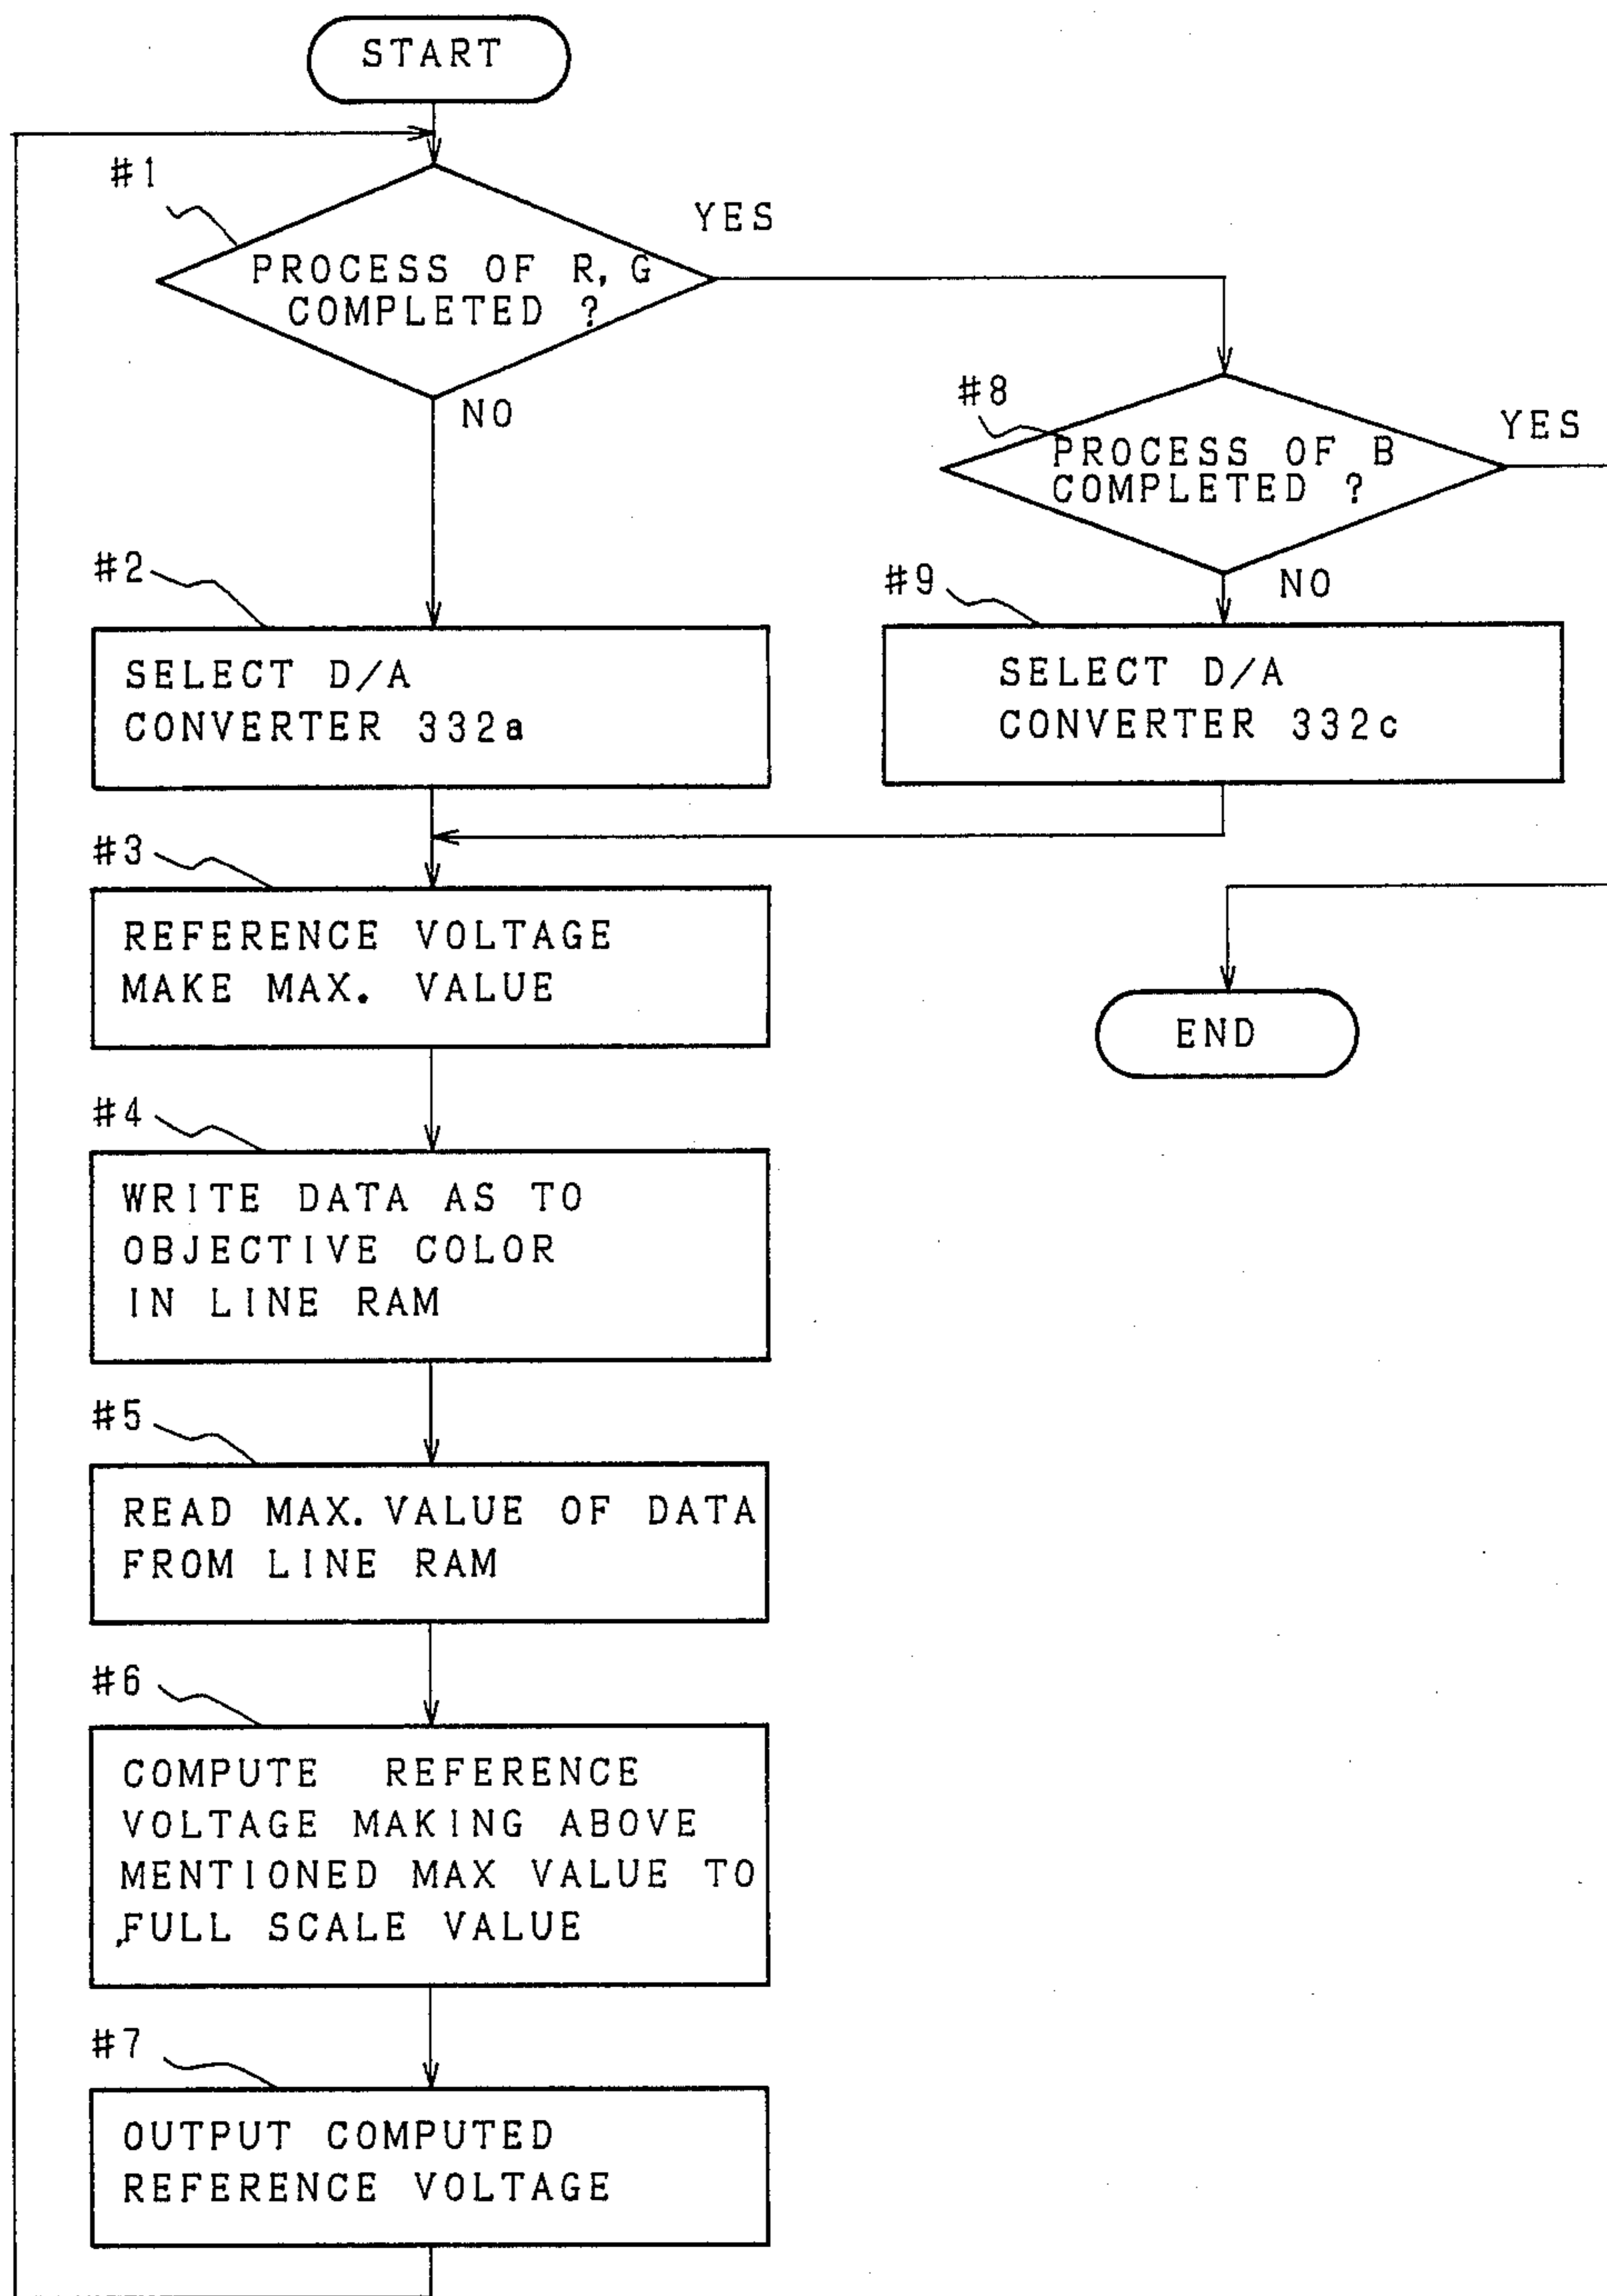 START
#1
YES
PROCESS OF R, G
COMPLETED ?
NO
#8
YES
PROCESS OF B
COMPLETED ?
NO
#2
SELECT D/A
CONVERTER 332a
#9
SELECT D/A
CONVERTER 332c
#3
REFERENCE VOLTAGE
MAKE MAX. VALUE
END
#4
WRITE DATA AS TO
OBJECTIVE COLOR
IN LINE RAM
#5
READ MAX. VALUE OF DATA
FROM LINE RAM
#6
COMPUTE REFERENCE
VOLTAGE MAKING ABOVE
MENTIONED MAX VALUE TO
FULL SCALE VALUE
#7
OUTPUT COMPUTED
REFERENCE VOLTAGE